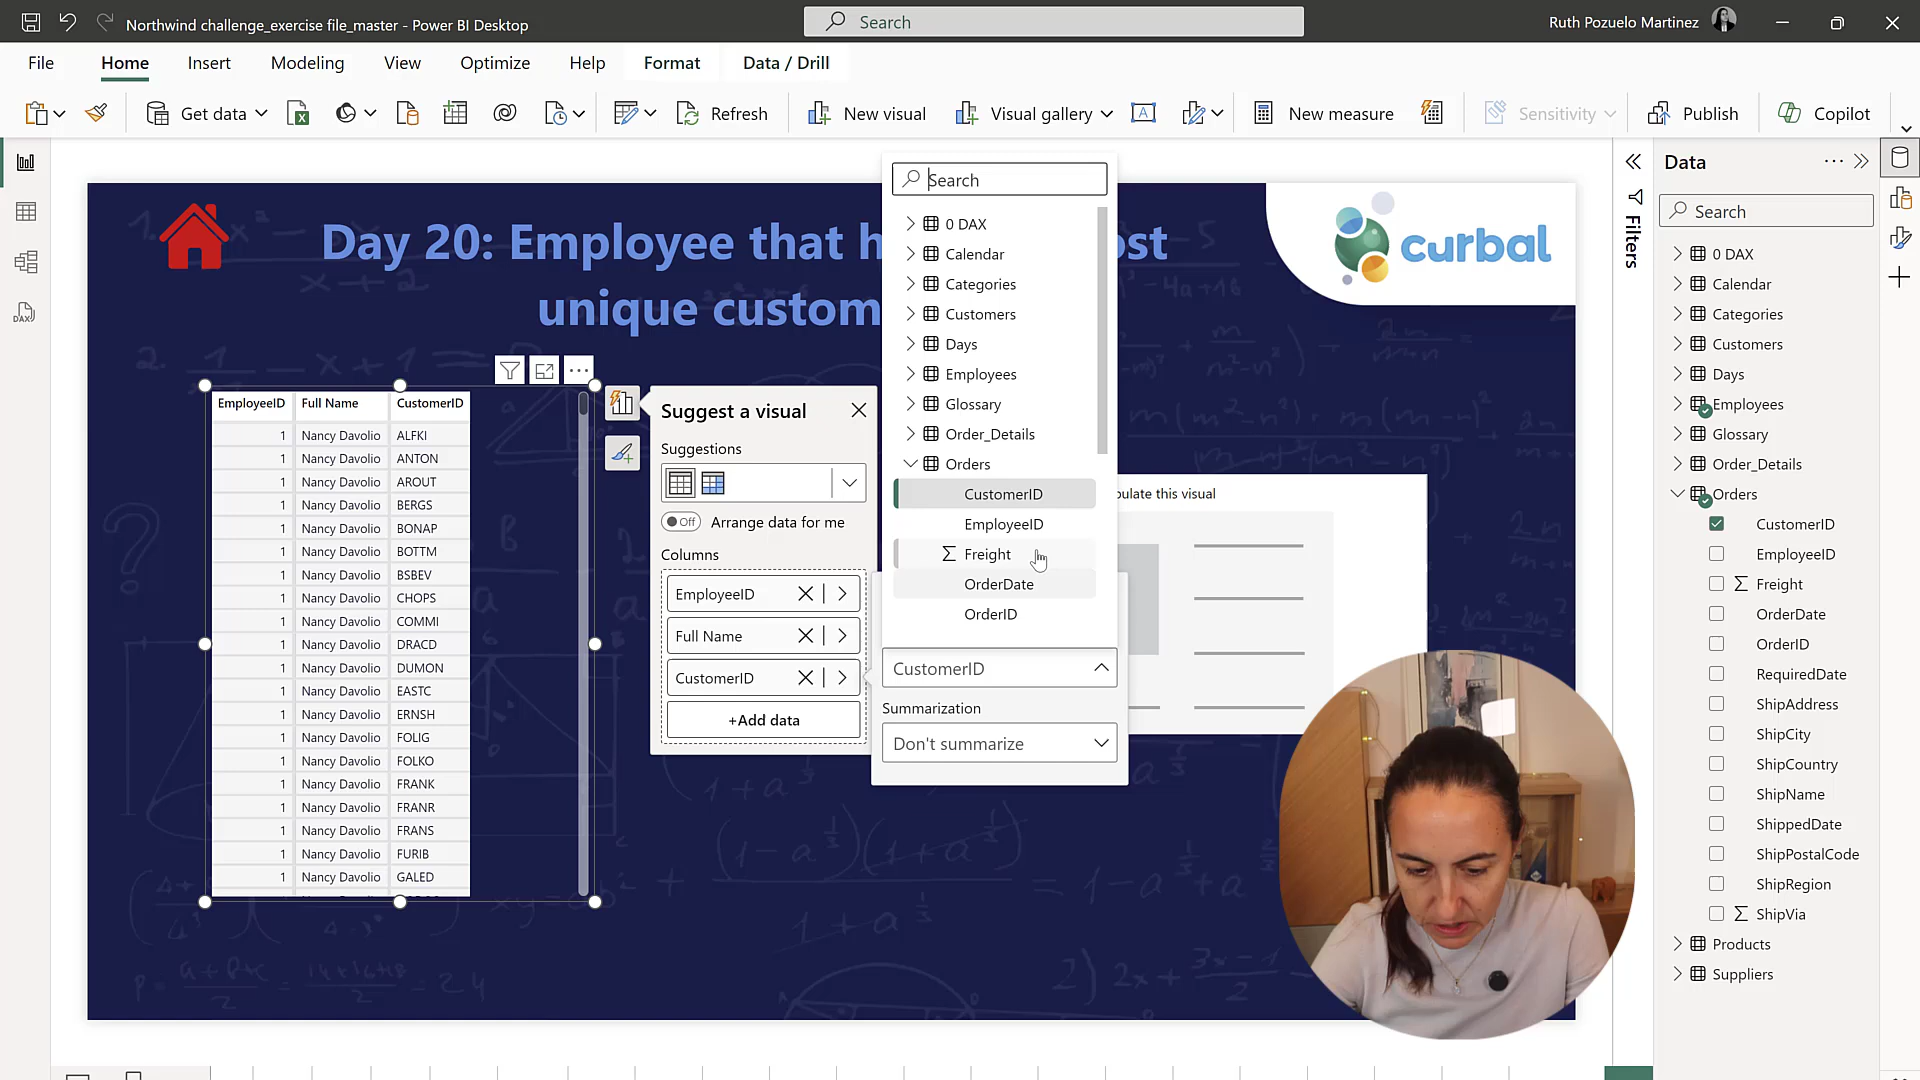 Northwind challenge_exercise file_master - Power BI Desktop
Search
Ruth Pozuelo Martinez
File
Home
Insert
Modeling
View
Optimize
Help
Format
Data / Drill
Get data
Refresh
New visual
Visual gallery
New measure
Sensitivity
Publish
Copilot
Day 20: Employee that h
ost
unique custom
curbal
EmployeeID Full Name CustomerID
1 Nancy Davolio ALFKI
1 Nancy Davolio ANTON
1 Nancy Davolio AROUT
1 Nancy Davolio BERGS
1 Nancy Davolio BONAP
1 Nancy Davolio BOTTM
1 Nancy Davolio BSBEV
1 Nancy Davolio CHOPS
1 Nancy Davolio COMMI
1 Nancy Davolio DRACD
1 Nancy Davolio DUMON
1 Nancy Davolio EASTC
1 Nancy Davolio ERNSH
1 Nancy Davolio FOLIG
1 Nancy Davolio FOLKO
1 Nancy Davolio FRANK
1 Nancy Davolio FRANR
1 Nancy Davolio FRANS
1 Nancy Davolio FURIB
1 Nancy Davolio GALED
Suggest a visual
Suggestions
Off Arrange data for me
Columns
EmployeeID
Full Name
CustomerID
+Add data
Search
0 DAX
Calendar
Categories
Customers
Days
Employees
Glossary
Order_Details
Orders
CustomerID
EmployeeID
Freight
OrderDate
OrderID
CustomerID
Summarization
Don't summarize
pulate this visual
Filters
Data
Search
0 DAX
Calendar
Categories
Customers
Days
Employees
Glossary
Order_Details
Orders
CustomerID
EmployeeID
Freight
OrderDate
OrderID
RequiredDate
ShipAddress
ShipCity
ShipCountry
ShipName
ShippedDate
ShipPostalCode
ShipRegion
ShipVia
Products
Suppliers